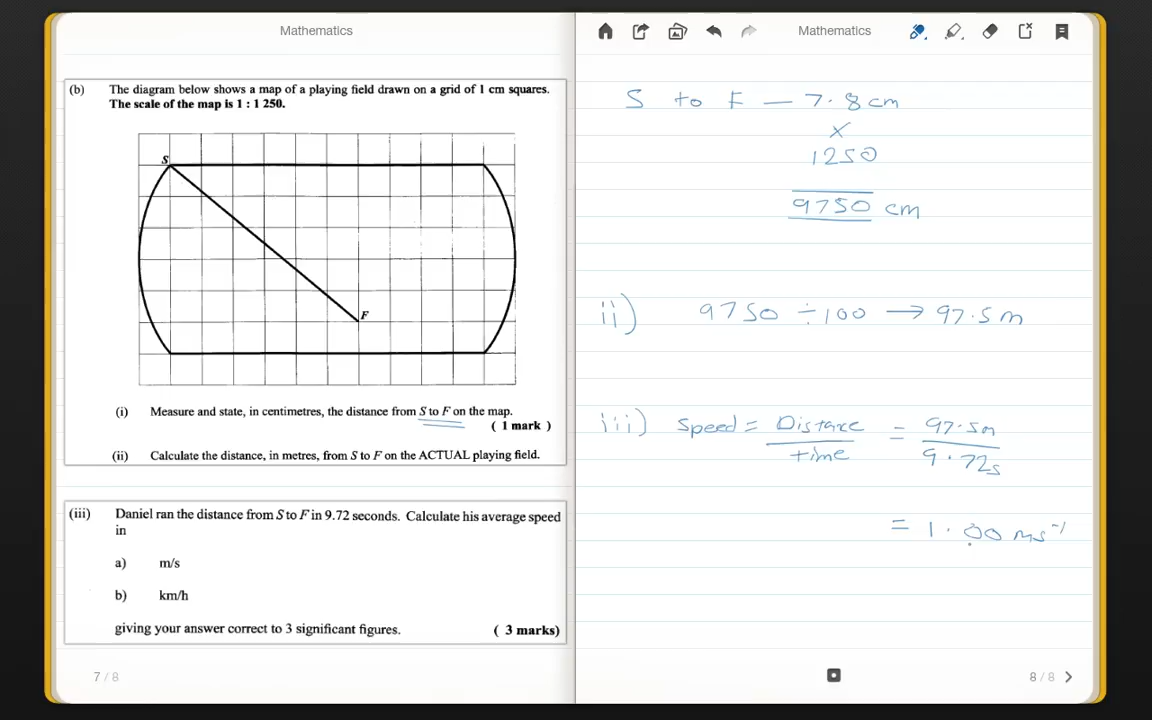 Mathematics
(b) The diagram below shows a map of a playing field drawn on a grid of 1 cm squares.
The scale of the map is 1 : 1 250.
S
F
(i) Measure and state, in centimetres, the distance from S to F on the map.
( 1 mark )
(ii) Calculate the distance, in metres, from S to F on the ACTUAL playing field.
(iii) Daniel ran the distance from S to F in 9.72 seconds. Calculate his average speed
in
a) m/s
b) km/h
giving your answer correct to 3 significant figures. ( 3 marks)
7 / 8
Mathematics
S to F — 7.8 cm
×
1250
9750 cm
ii) 9750 ÷ 100 → 97.5 m
iii) Speed = Distance = 97.5m
time 9.72s
= 1.00 ms⁻¹
8 / 8